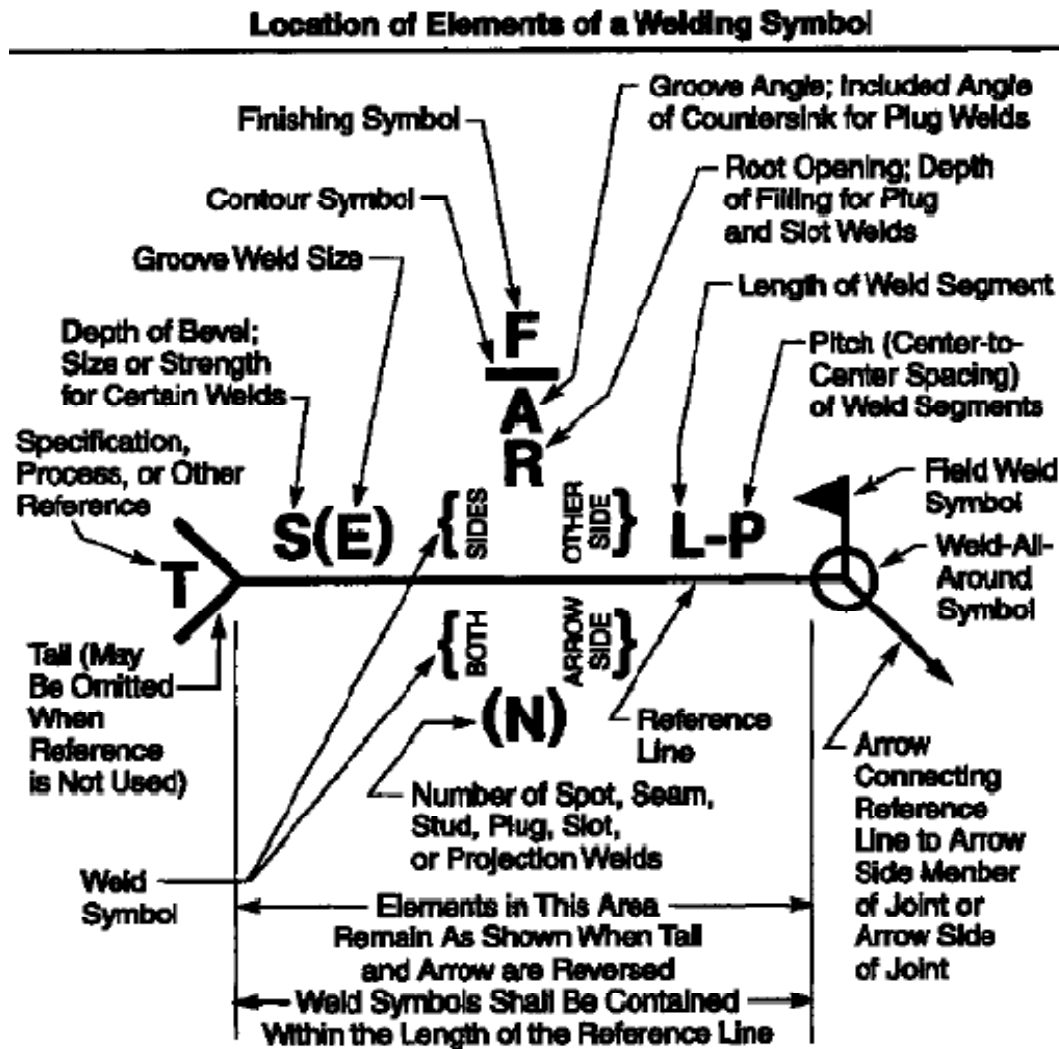 Location of Elements of a Welding Symbol
Finishing Symbol
Contour Symbol
Groove Weld Size
Depth of Bevel;
Size or Strength
for Certain Welds
Specification,
Process, or Other
Reference
Groove Angle; Included Angle
of Countersink for Plug Welds
Root Opening; Depth
of Filling for Plug
and Slot Welds
Length of Weld Segment
Pitch (Center-to-
Center Spacing)
of Weld Segments
Field Weld
Symbol
Weld-All-
Around
Symbol
F
A
R
S(E)
{ SIDES
OTHER
SIDE }
L-P
T
{ BOTH
ARROW
SIDE }
(N)
Tail (May
Be Omitted
When
Reference
is Not Used)
Reference
Line
Number of Spot, Seam,
Stud, Plug, Slot,
or Projection Welds
Weld
Symbol
Arrow
Connecting
Reference
Line to Arrow
Side Member
of Joint or
Arrow Side
of Joint
Elements in This Area
Remain As Shown When Tail
and Arrow are Reversed
Weld Symbols Shall Be Contained
Within the Length of the Reference Line